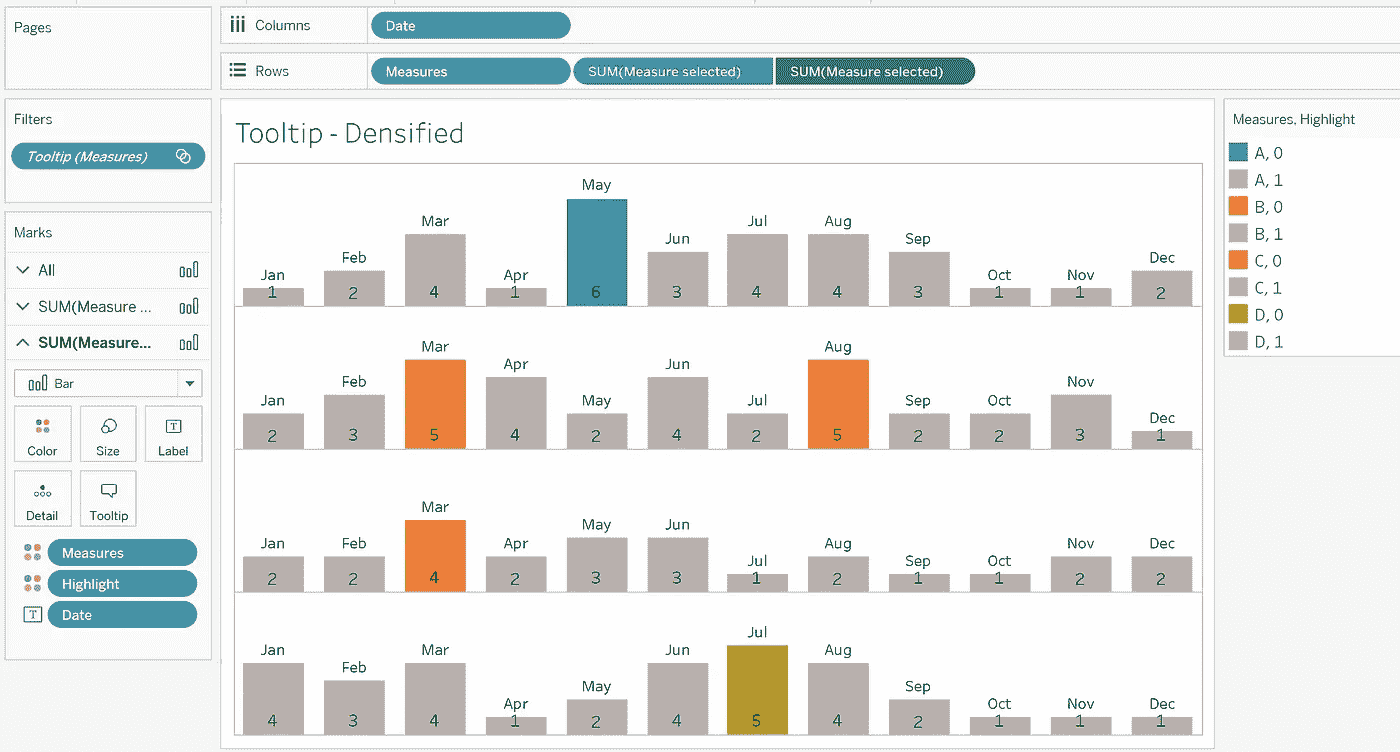 Pages
Columns
Date
Rows
Measures
SUM(Measure selected)
SUM(Measure selected)
Filters
Tooltip (Measures)
Marks
All
SUM(Measure ...
SUM(Measure...
Bar
Color
Size
Label
Detail
Tooltip
Measures
Highlight
Date
Tooltip - Densified
Jan Feb Mar Apr May Jun Jul Aug Sep Oct Nov Dec
1 2 4 1 6 3 4 4 3 1 1 2
Jan Feb Mar Apr May Jun Jul Aug Sep Oct Nov Dec
2 3 5 4 2 4 2 5 2 2 3 1
Jan Feb Mar Apr May Jun Jul Aug Sep Oct Nov Dec
2 2 4 2 3 3 1 2 1 1 2 2
Jan Feb Mar Apr May Jun Jul Aug Sep Oct Nov Dec
4 3 4 1 2 4 5 4 2 1 1 1
Measures, Highlight
A, 0
A, 1
B, 0
B, 1
C, 0
C, 1
D, 0
D, 1